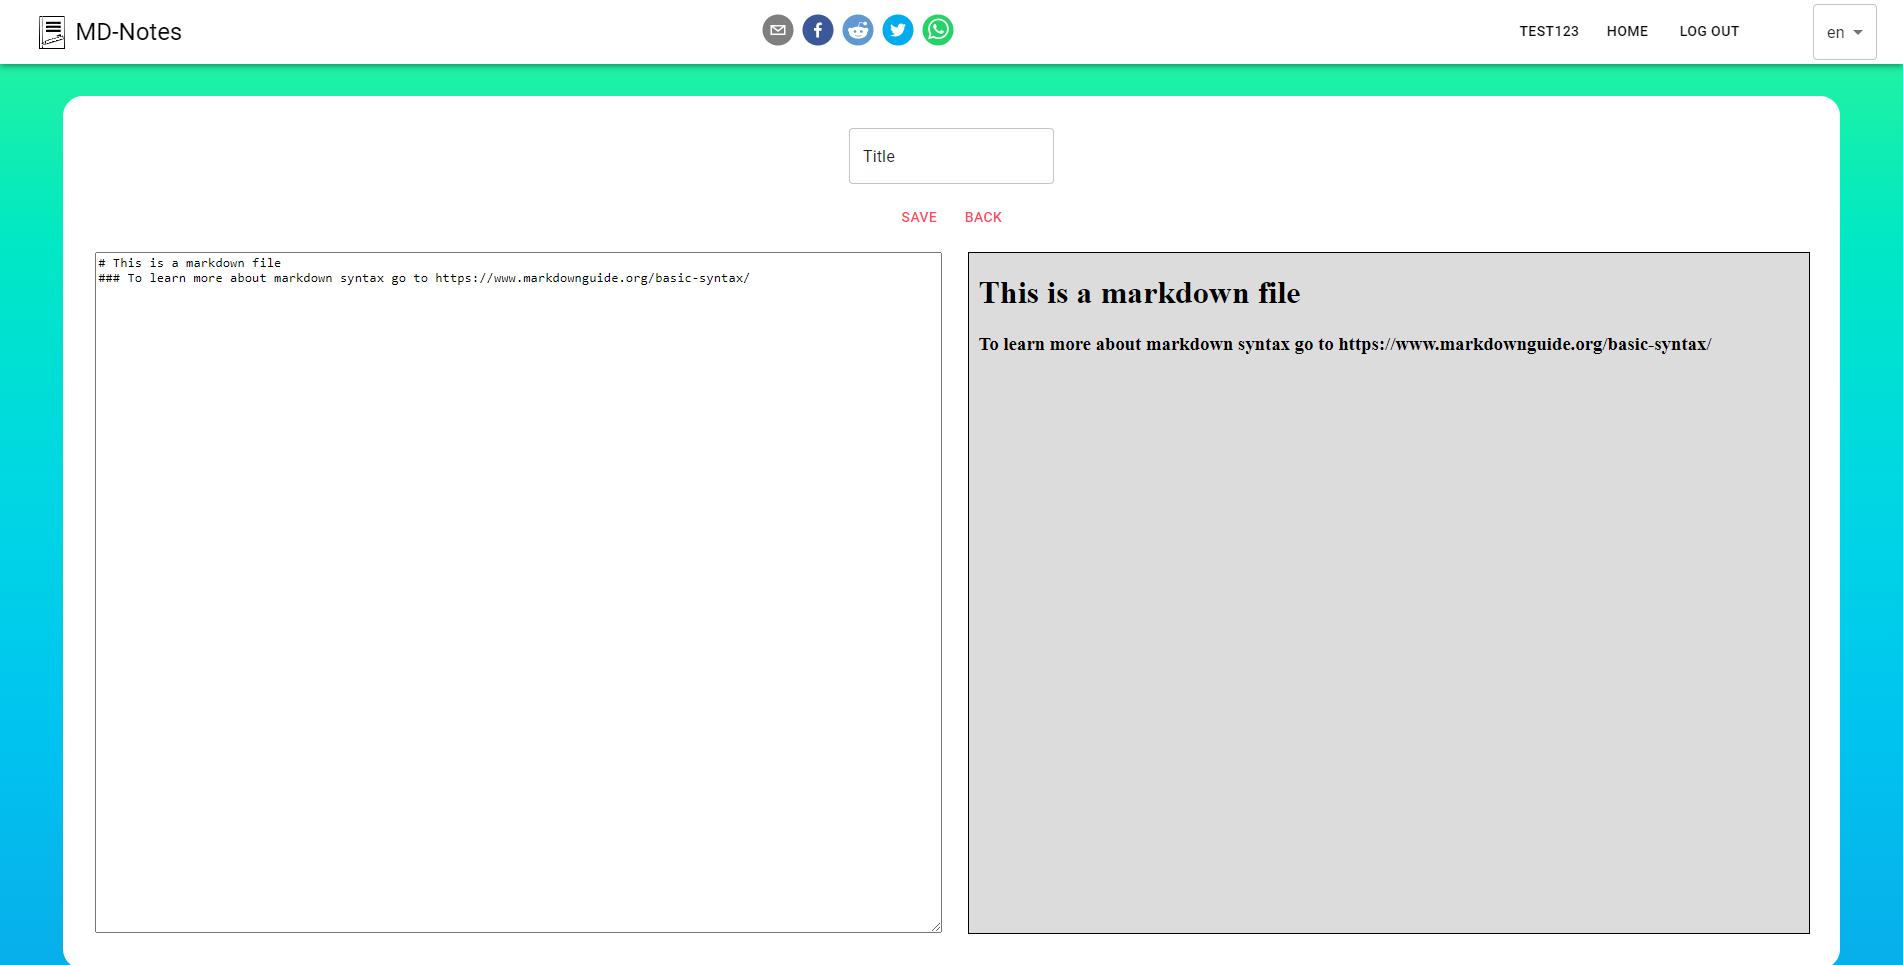 MD-Notes
TEST123 HOME LOG OUT en
Title
SAVE BACK
# This is a markdown file
### To learn more about markdown syntax go to https://www.markdownguide.org/basic-syntax/
This is a markdown file
To learn more about markdown syntax go to https://www.markdownguide.org/basic-syntax/